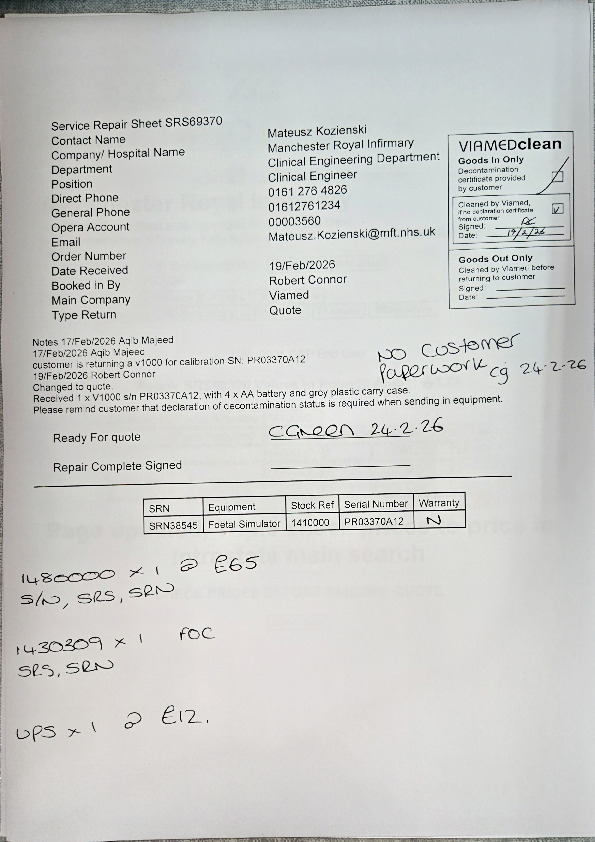 Service Repair Sheet SRS69370
Contact Name Mateusz Kozienski
Company/ Hospital Name Manchester Royal Infirmary
Department Clinical Engineering Department
Position Clinical Engineer
Direct Phone 0161 276 4826
General Phone 01612761234
Opera Account 00003560
Email Mateusz.Kozienski@mft.nhs.uk
Order Number
Date Received 19/Feb/2026
Booked in By Robert Connor
Main Company Viamed
Type Return Quote
VIAMEDclean
Goods In Only
Decontamination
certificate provided
by customer
Cleaned by Viamed,
if no declaration certificate
from customer
Signed:
Date: 19/2/26
Goods Out Only
Cleaned by Viamed before
returning to customer
Signed:
Date:
Notes 17/Feb/2026 Aqib Majeed
17/Feb/2026 Aqib Majeed
customer is returning a v1000 for calibration SN: PR03370A12
19/Feb/2026 Robert Connor
Changed to quote.
Received 1 x V1000 s/n PR03370A12, with 4 x AA battery and grey plastic carry case.
Please remind customer that declaration of decontamination status is required when sending in equipment.
NO CUSTOMER
Paperwork cg 24-2-26
Ready For quote CGreen 24.2.26
Repair Complete Signed
SRN Equipment Stock Ref Serial Number Warranty
SRN38545 Foetal Simulator 1410000 PR03370A12 N
1480000 x 1 @ £65
S/N, SRS, SRN
1430309 x 1 FOC
SRS, SRN
UPS x 1 @ £12.